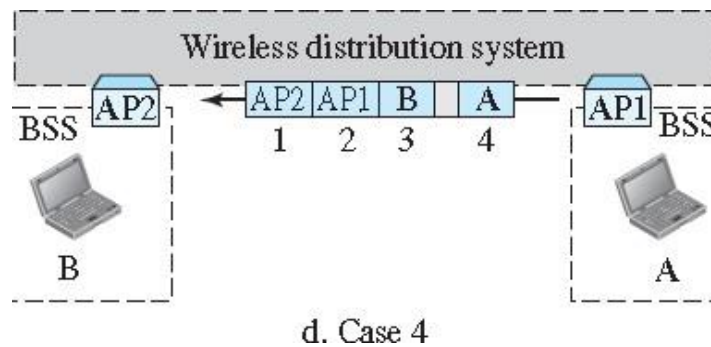 Wireless distribution system
AP2 AP2 AP1 B A AP1
BSS BSS
1 2 3 4
B A
d. Case 4